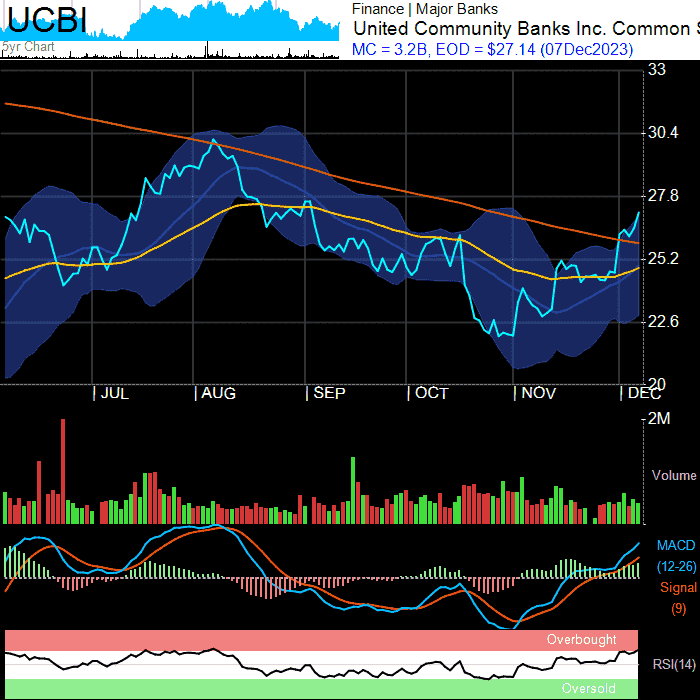 UCBI
5yr Chart
Finance | Major Banks
United Community Banks Inc. Common S
MC = 3.2B, EOD = $27.14 (07Dec2023)
33
30.4
27.8
25.2
22.6
20
JUL AUG SEP OCT NOV DEC
2M
Volume
MACD
(12-26)
Signal
(9)
Overbought
RSI(14)
Oversold